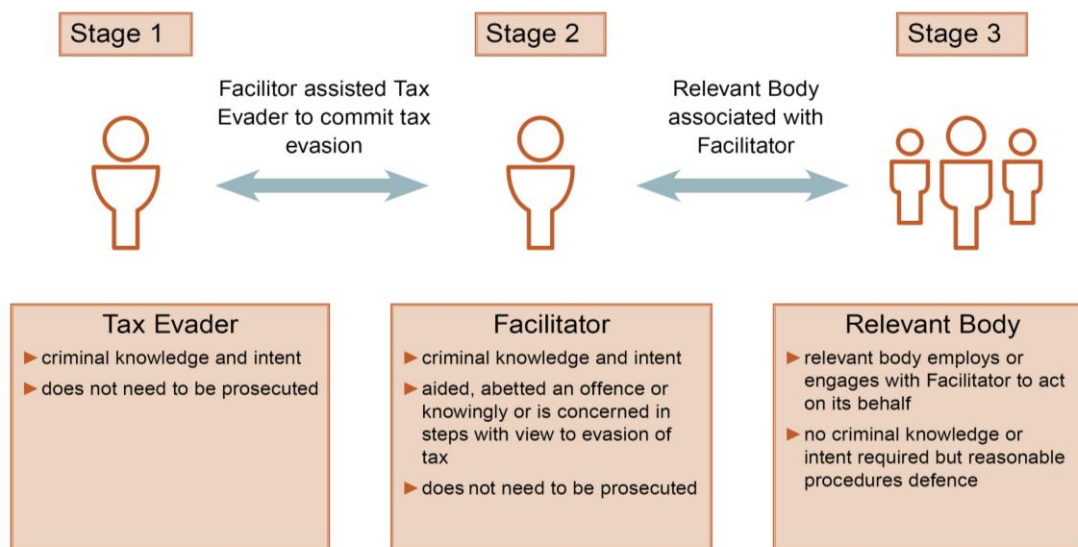 Stage 1
Stage 2
Stage 3
Facilitor assisted Tax
Evader to commit tax
evasion
Relevant Body
associated with
Facilitator
Tax Evader
▶ criminal knowledge and intent
▶ does not need to be prosecuted
Facilitator
▶ criminal knowledge and intent
▶ aided, abetted an offence or
knowingly or is concerned in
steps with view to evasion of
tax
▶ does not need to be prosecuted
Relevant Body
▶ relevant body employs or
engages with Facilitator to act
on its behalf
▶ no criminal knowledge or
intent required but reasonable
procedures defence